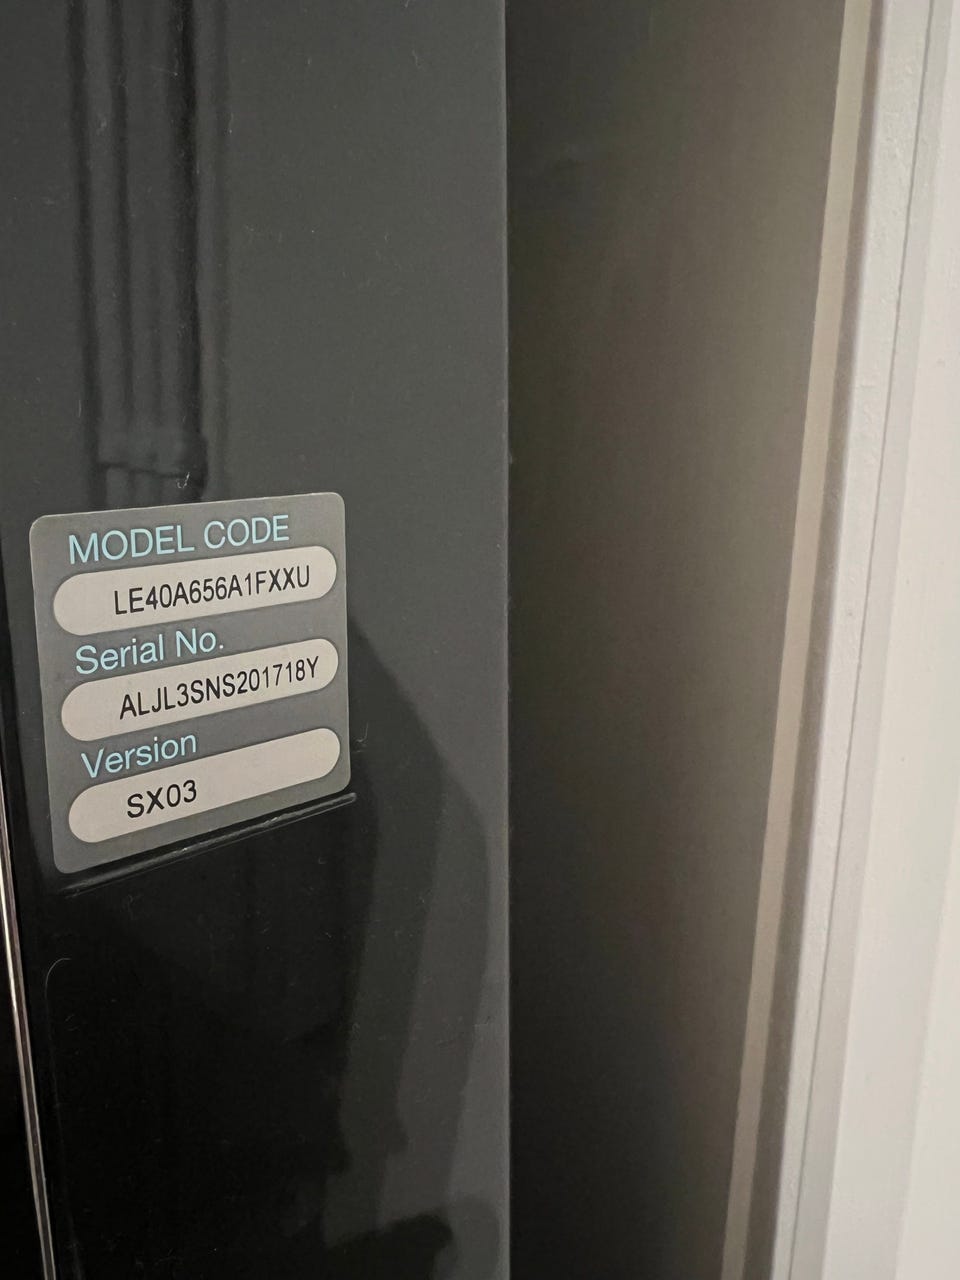 MODEL CODE
LE40A656A1FXXU
Serial No.
ALJL3SNS201718Y
Version
SX03